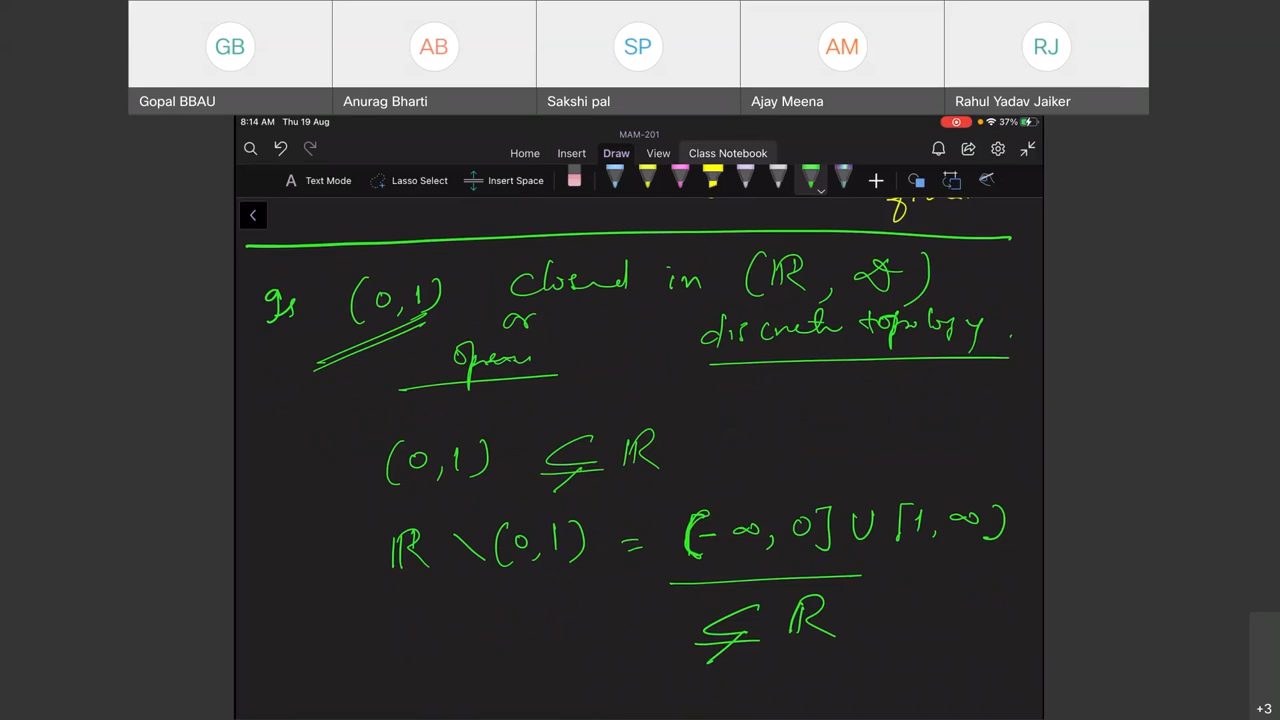 GB AB SP AM RJ
Gopal BBAU Anurag Bharti Sakshi pal Ajay Meena Rahul Yadav Jaiker
8:14 AM Thu 19 Aug 37%
MAM-201
Home Insert Draw View Class Notebook
A Text Mode Lasso Select Insert Space
Is (0,1) closed in (ℝ, 𝒟)
or discrete topology.
open
(0,1) ⊊ ℝ
ℝ \ (0,1) = (-∞, 0] ∪ [1, ∞)
⊊ ℝ
+3